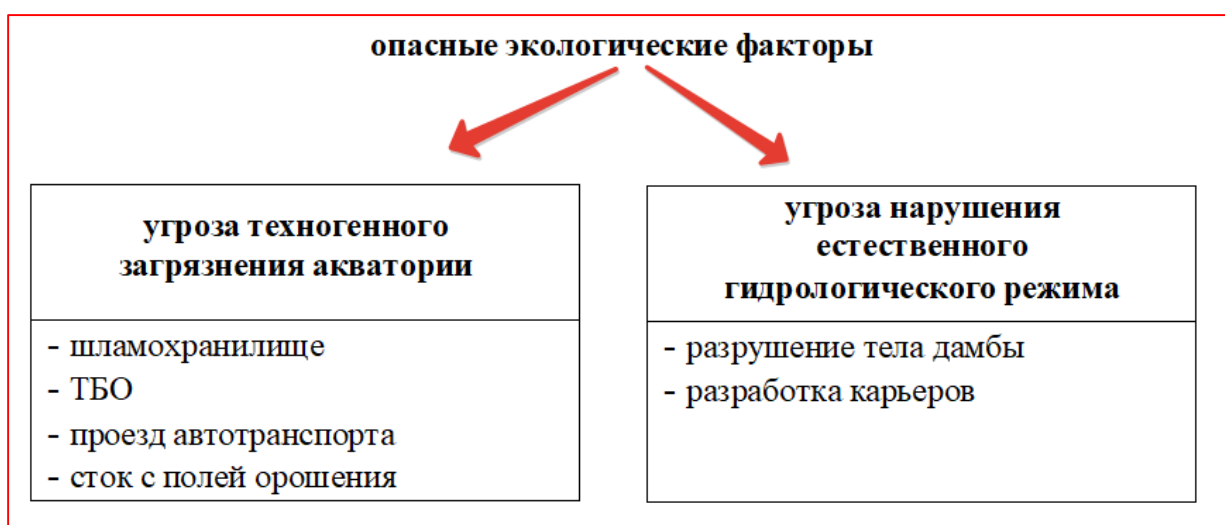 опасные экологические факторы
угроза техногенного
загрязнения акватории
- шламохранилище
- ТБО
- проезд автотранспорта
- сток с полей орошения
угроза нарушения
естественного
гидрологического режима
- разрушение тела дамбы
- разработка карьеров